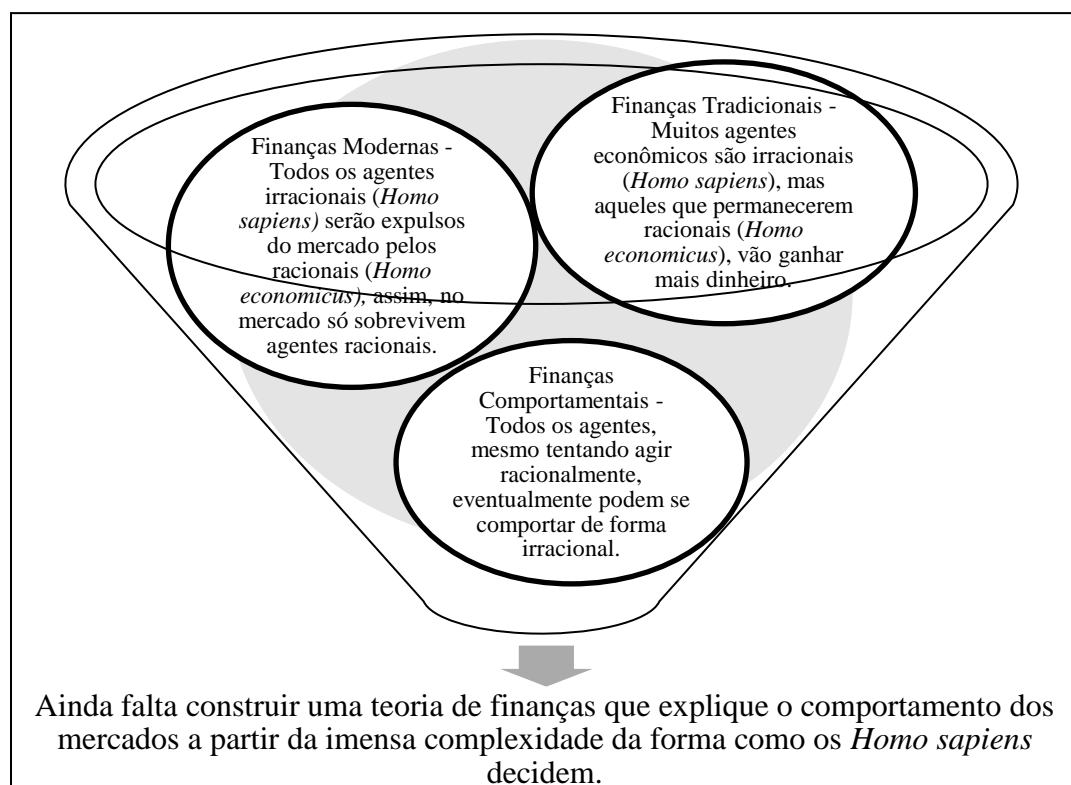 Finanças Modernas -
Todos os agentes
irracionais (Homo
sapiens) serão expulsos
do mercado pelos
racionais (Homo
economicus), assim, no
mercado só sobrevivem
agentes racionais.
Finanças Tradicionais -
Muitos agentes
econômicos são irracionais
(Homo sapiens), mas
aqueles que permanecerem
racionais (Homo
economicus), vão ganhar
mais dinheiro.
Finanças
Comportamentais -
Todos os agentes,
mesmo tentando agir
racionalmente,
eventualmente podem se
comportar de forma
irracional.
Ainda falta construir uma teoria de finanças que explique o comportamento dos
mercados a partir da imensa complexidade da forma como os Homo sapiens
decidem.